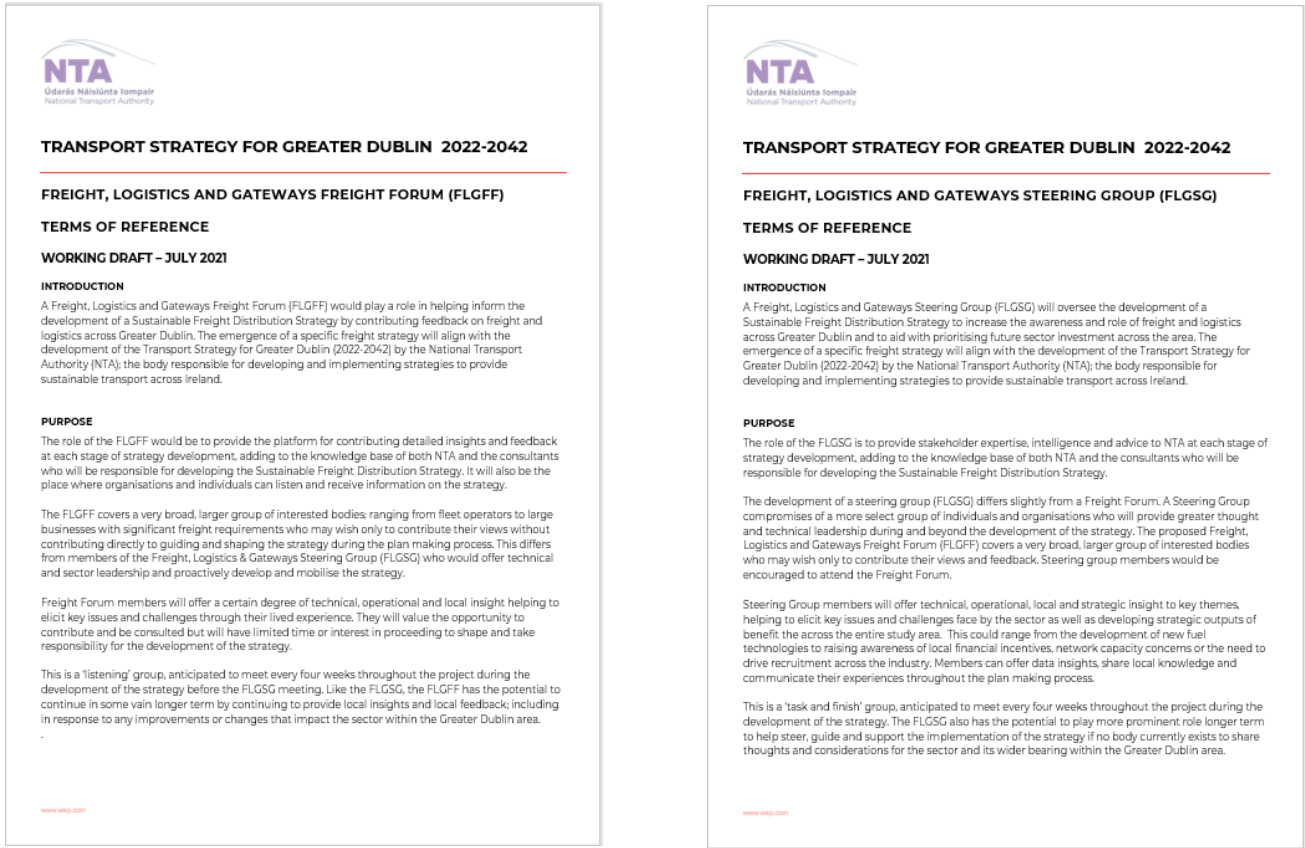 NTA
Údarás Náisiúnta Iompair
National Transport Authority
TRANSPORT STRATEGY FOR GREATER DUBLIN 2022-2042
FREIGHT, LOGISTICS AND GATEWAYS FREIGHT FORUM (FLGFF)
TERMS OF REFERENCE
WORKING DRAFT – JULY 2021
INTRODUCTION
A Freight, Logistics and Gateways Freight Forum (FLGFF) would play a role in helping inform the
development of a Sustainable Freight Distribution Strategy by contributing feedback on freight and
logistics across Greater Dublin. The emergence of a specific freight strategy will align with the
development of the Transport Strategy for Greater Dublin (2022-2042) by the National Transport
Authority (NTA); the body responsible for developing and implementing strategies to provide
sustainable transport across Ireland.
PURPOSE
The role of the FLGFF would be to provide the platform for contributing detailed insights and feedback
at each stage of strategy development, adding to the knowledge base of both NTA and the consultants
who will be responsible for developing the Sustainable Freight Distribution Strategy. It will also be the
place where organisations and individuals can listen and receive information on the strategy.
The FLGFF covers a very broad, larger group of interested bodies; ranging from fleet operators to large
businesses with significant freight requirements who may wish only to contribute their views without
contributing directly to guiding and shaping the strategy during the plan making process. This differs
from members of the Freight, Logistics & Gateways Steering Group (FLGSG) who would offer technical
and sector leadership and proactively develop and mobilise the strategy.
Freight Forum members will offer a certain degree of technical, operational and local insight helping to
elicit key issues and challenges through their lived experience. They will value the opportunity to
contribute and be consulted but will have limited time or interest in proceeding to shape and take
responsibility for the development of the strategy.
This is a 'listening' group, anticipated to meet every four weeks throughout the project during the
development of the strategy before the FLGSG meeting. Like the FLGSG, the FLGFF has the potential to
continue in some vain longer term by continuing to provide local insights and local feedback; including
in response to any improvements or changes that impact the sector within the Greater Dublin area.
.
www.wsp.com
NTA
Údarás Náisiúnta Iompair
National Transport Authority
TRANSPORT STRATEGY FOR GREATER DUBLIN 2022-2042
FREIGHT, LOGISTICS AND GATEWAYS STEERING GROUP (FLGSG)
TERMS OF REFERENCE
WORKING DRAFT – JULY 2021
INTRODUCTION
A Freight, Logistics and Gateways Steering Group (FLGSG) will oversee the development of a
Sustainable Freight Distribution Strategy to increase the awareness and role of freight and logistics
across Greater Dublin and to aid with prioritising future sector investment across the area. The
emergence of a specific freight strategy will align with the development of the Transport Strategy for
Greater Dublin (2022-2042) by the National Transport Authority (NTA); the body responsible for
developing and implementing strategies to provide sustainable transport across Ireland.
PURPOSE
The role of the FLGSG is to provide stakeholder expertise, intelligence and advice to NTA at each stage of
strategy development, adding to the knowledge base of both NTA and the consultants who will be
responsible for developing the Sustainable Freight Distribution Strategy.
The development of a steering group (FLGSG) differs slightly from a Freight Forum. A Steering Group
compromises of a more select group of individuals and organisations who will provide greater thought
and technical leadership during and beyond the development of the strategy. The proposed Freight,
Logistics and Gateways Freight Forum (FLGFF) covers a very broad, larger group of interested bodies
who may wish only to contribute their views and feedback. Steering group members would be
encouraged to attend the Freight Forum.
Steering Group members will offer technical, operational, local and strategic insight to key themes,
helping to elicit key issues and challenges face by the sector as well as developing strategic outputs of
benefit the across the entire study area. This could range from the development of new fuel
technologies to raising awareness of local financial incentives, network capacity concerns or the need to
drive recruitment across the industry. Members can offer data insights, share local knowledge and
communicate their experiences throughout the plan making process.
This is a 'task and finish' group, anticipated to meet every four weeks throughout the project during the
development of the strategy. The FLGSG also has the potential to play more prominent role longer term
to help steer, guide and support the implementation of the strategy if no body currently exists to share
thoughts and considerations for the sector and its wider bearing within the Greater Dublin area.
www.wsp.com